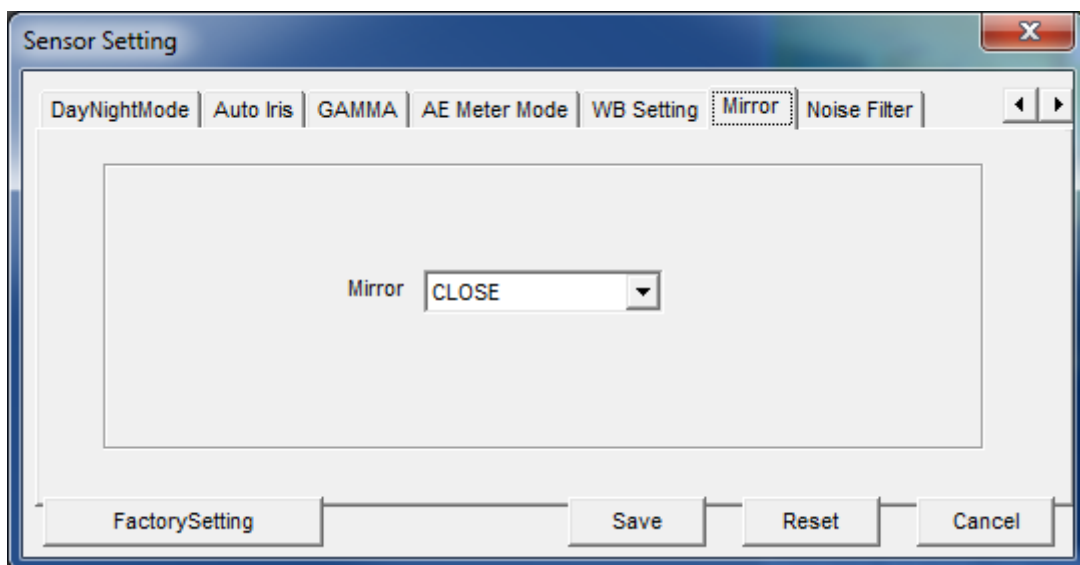 Sensor Setting
DayNightMode Auto Iris GAMMA AE Meter Mode WB Setting Mirror Noise Filter
Mirror CLOSE
FactorySetting Save Reset Cancel